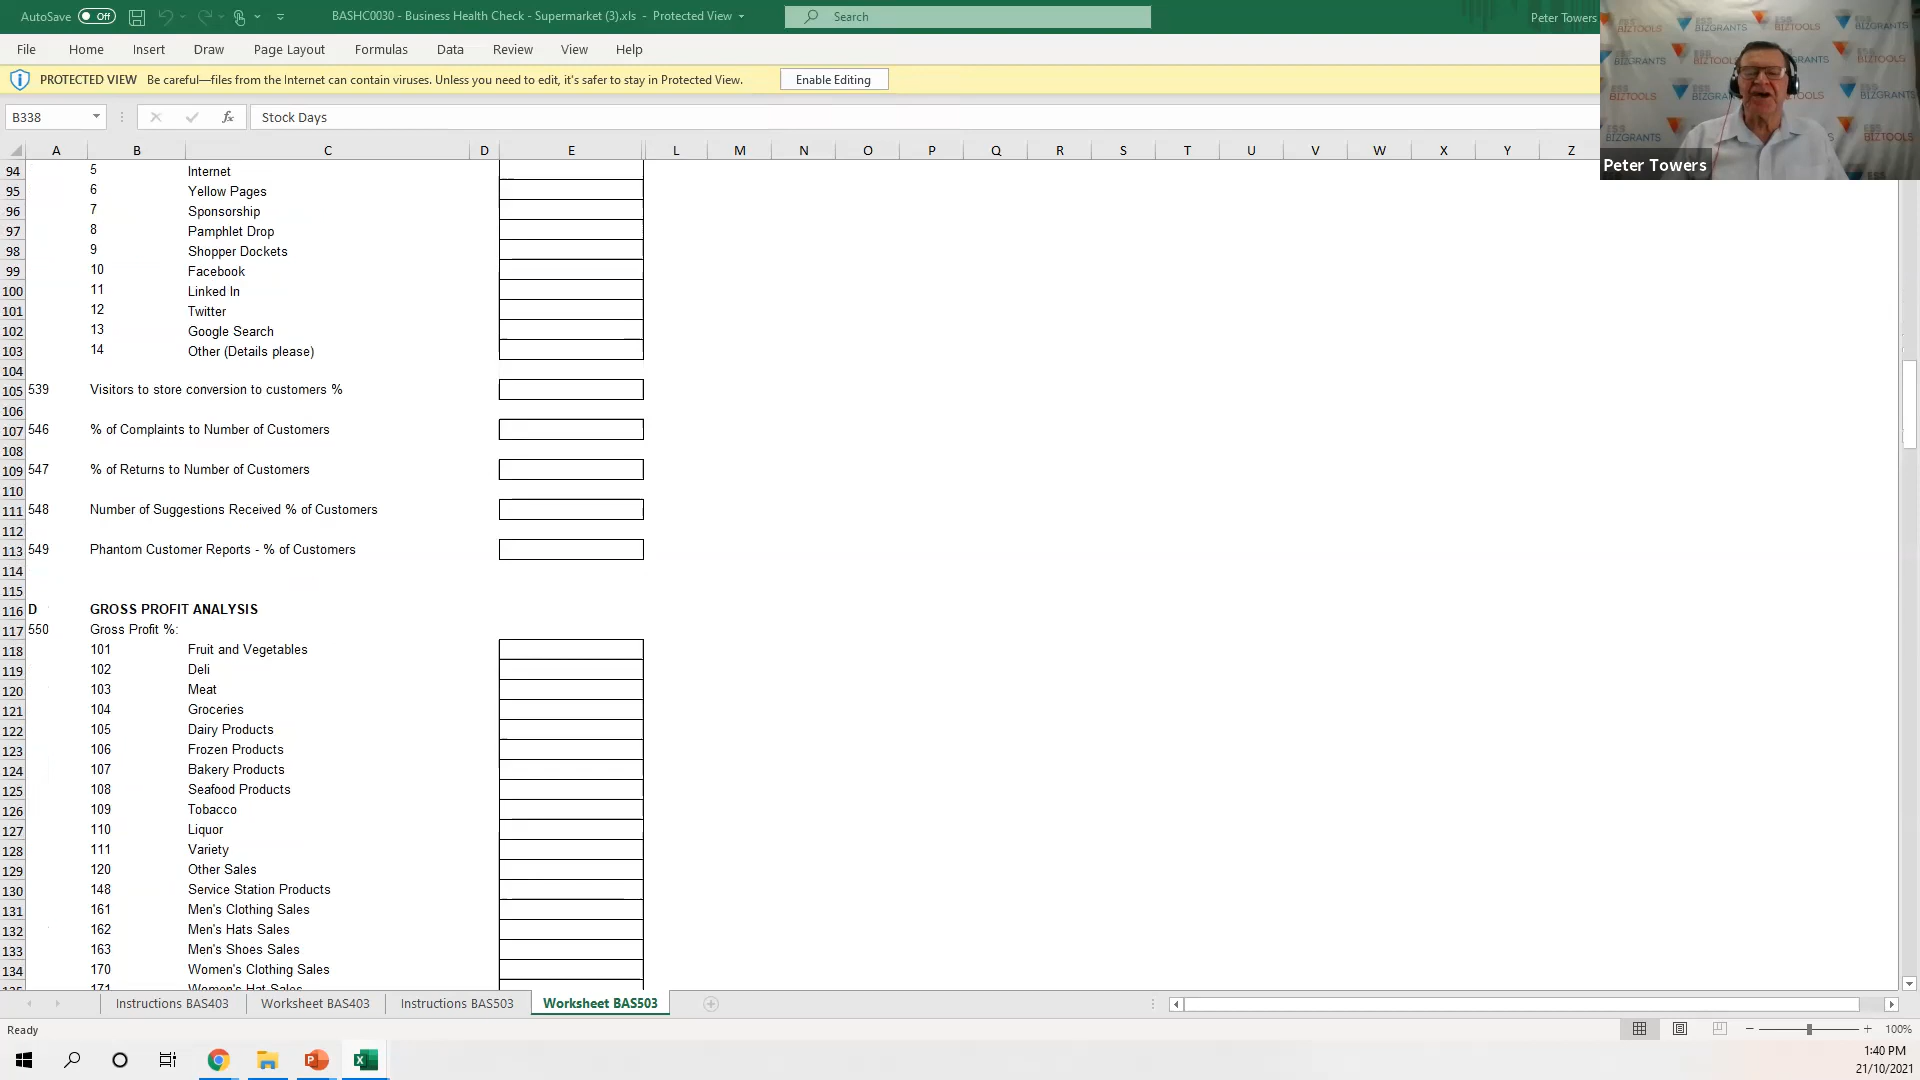 AutoSave Off BASHC0030 - Business Health Check - Supermarket (3).xls - Protected View Search Peter Towers
File Home Insert Draw Page Layout Formulas Data Review View Help
PROTECTED VIEW Be careful—files from the Internet can contain viruses. Unless you need to edit, it's safer to stay in Protected View. Enable Editing
B338 fx Stock Days
Peter Towers
A B C D E L M N O P Q R S T U V W X Y Z
94 5 Internet
95 6 Yellow Pages
96 7 Sponsorship
97 8 Pamphlet Drop
98 9 Shopper Dockets
99 10 Facebook
100 11 Linked In
101 12 Twitter
102 13 Google Search
103 14 Other (Details please)
104
105 539 Visitors to store conversion to customers %
106
107 546 % of Complaints to Number of Customers
108
109 547 % of Returns to Number of Customers
110
111 548 Number of Suggestions Received % of Customers
112
113 549 Phantom Customer Reports - % of Customers
114
115
116 D GROSS PROFIT ANALYSIS
117 550 Gross Profit %:
118 101 Fruit and Vegetables
119 102 Deli
120 103 Meat
121 104 Groceries
122 105 Dairy Products
123 106 Frozen Products
124 107 Bakery Products
125 108 Seafood Products
126 109 Tobacco
127 110 Liquor
128 111 Variety
129 120 Other Sales
130 148 Service Station Products
131 161 Men's Clothing Sales
132 162 Men's Hats Sales
133 163 Men's Shoes Sales
134 170 Women's Clothing Sales
171 Women's Hat Sales
Instructions BAS403 Worksheet BAS403 Instructions BAS503 Worksheet BAS503
Ready 100%
1:40 PM
21/10/2021